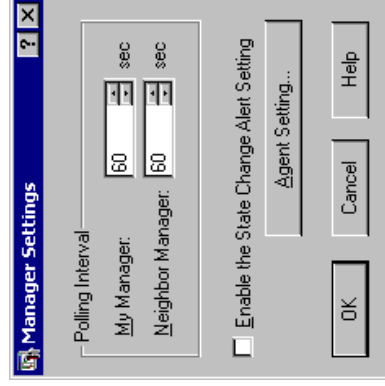 Manager Settings
Polling Interval
My Manager: 60 sec
Neighbor Manager: 60 sec
Enable the State Change Alert Setting
Agent Setting...
OK Cancel Help